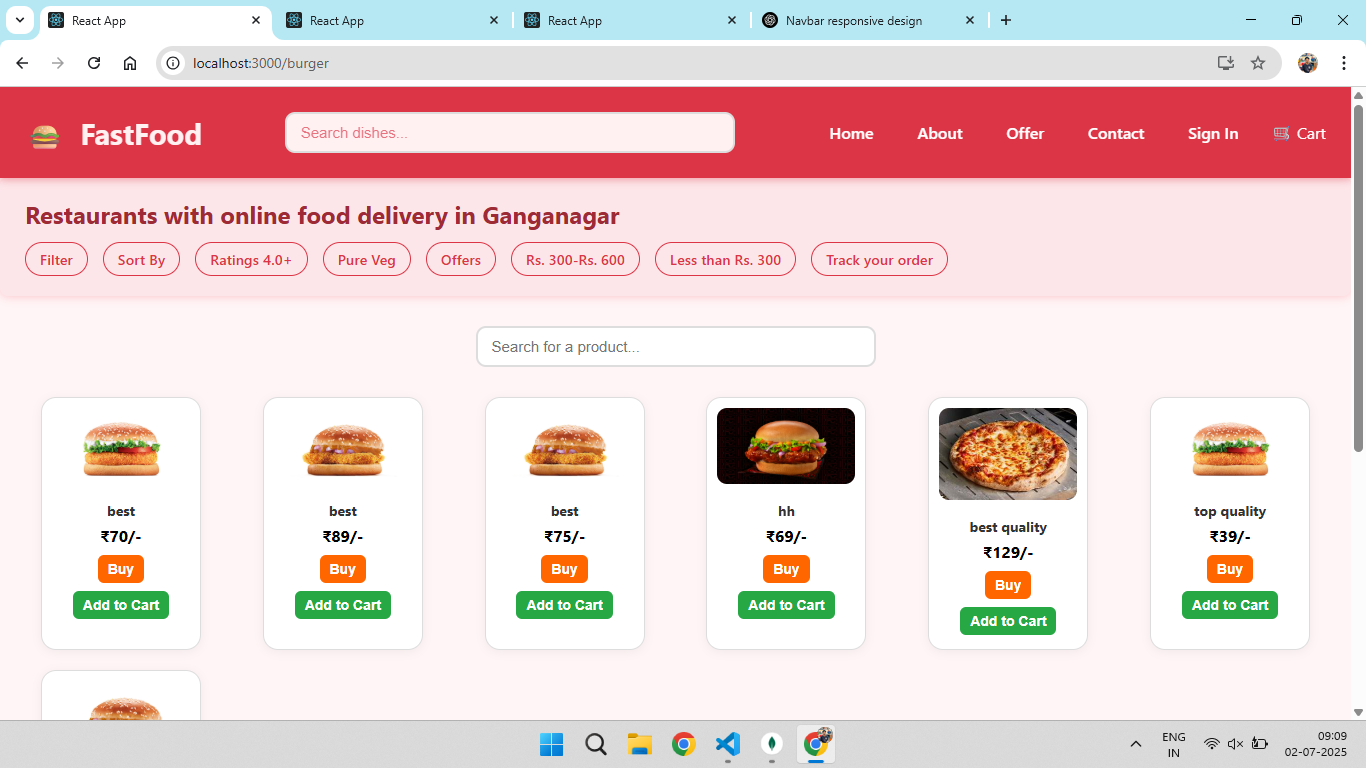 React App
React App
React App
Navbar responsive design
localhost:3000/burger
FastFood
Search dishes...
Home
About
Offer
Contact
Sign In
Cart
Restaurants with online food delivery in Ganganagar
Filter
Sort By
Ratings 4.0+
Pure Veg
Offers
Rs. 300-Rs. 600
Less than Rs. 300
Track your order
Search for a product...
best
₹70/-
Buy
Add to Cart
best
₹89/-
Buy
Add to Cart
best
₹75/-
Buy
Add to Cart
hh
₹69/-
Buy
Add to Cart
best quality
₹129/-
Buy
Add to Cart
top quality
₹39/-
Buy
Add to Cart
ENG
IN
09:09
02-07-2025